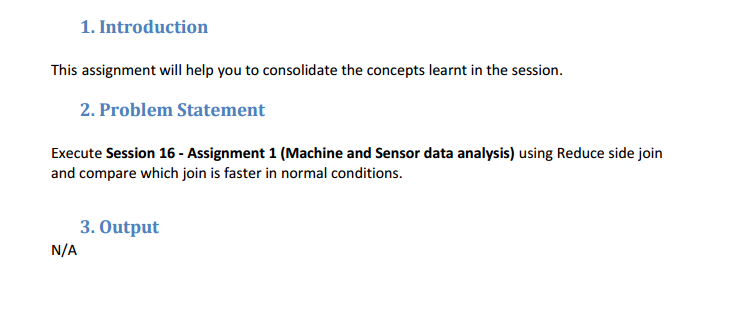 1. Introduction
This assignment will help you to consolidate the concepts learnt in the session.
2. Problem Statement
Execute Session 16 - Assignment 1 (Machine and Sensor data analysis) using Reduce side join
and compare which join is faster in normal conditions.
3. Output
N/A